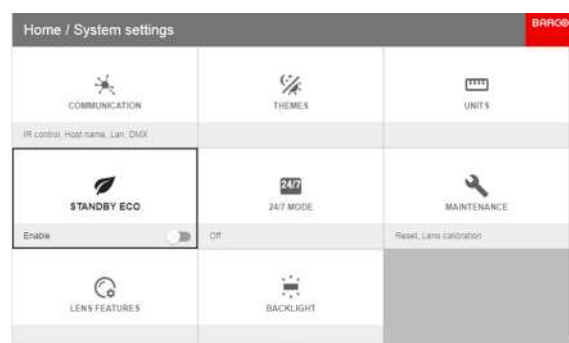 Home / System settings
BARCO
COMMUNICATION
THEMES
UNITS
IR control, Host name, Lan, DMX
24/7
STANDBY ECO
24/7 MODE
MAINTENANCE
Enable
Off
Reset, Lens calibration
LENS FEATURES
BACKLIGHT